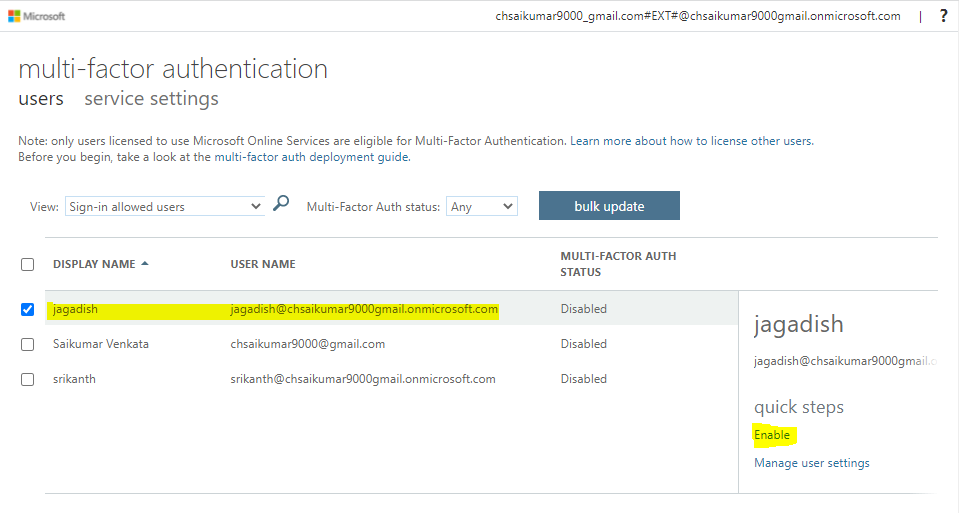 Microsoft
chsaikumar9000_gmail.com#EXT#@chsaikumar9000gmail.onmicrosoft.com | ?
multi-factor authentication
users service settings
Note: only users licensed to use Microsoft Online Services are eligible for Multi-Factor Authentication. Learn more about how to license other users.
Before you begin, take a look at the multi-factor auth deployment guide.
View: Sign-in allowed users Multi-Factor Auth status: Any bulk update
DISPLAY NAME USER NAME MULTI-FACTOR AUTH
STATUS
jagadish jagadish@chsaikumar9000gmail.onmicrosoft.com Disabled
Saikumar Venkata chsaikumar9000@gmail.com Disabled
srikanth srikanth@chsaikumar9000gmail.onmicrosoft.com Disabled
jagadish
jagadish@chsaikumar9000gmail.o
quick steps
Enable
Manage user settings